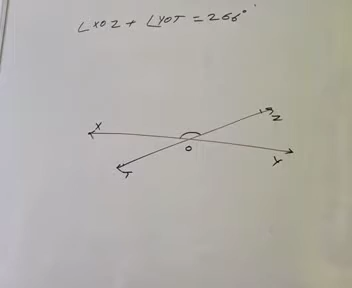 ∠XOZ + ∠YOT = 266°
X
Z
O
T
Y